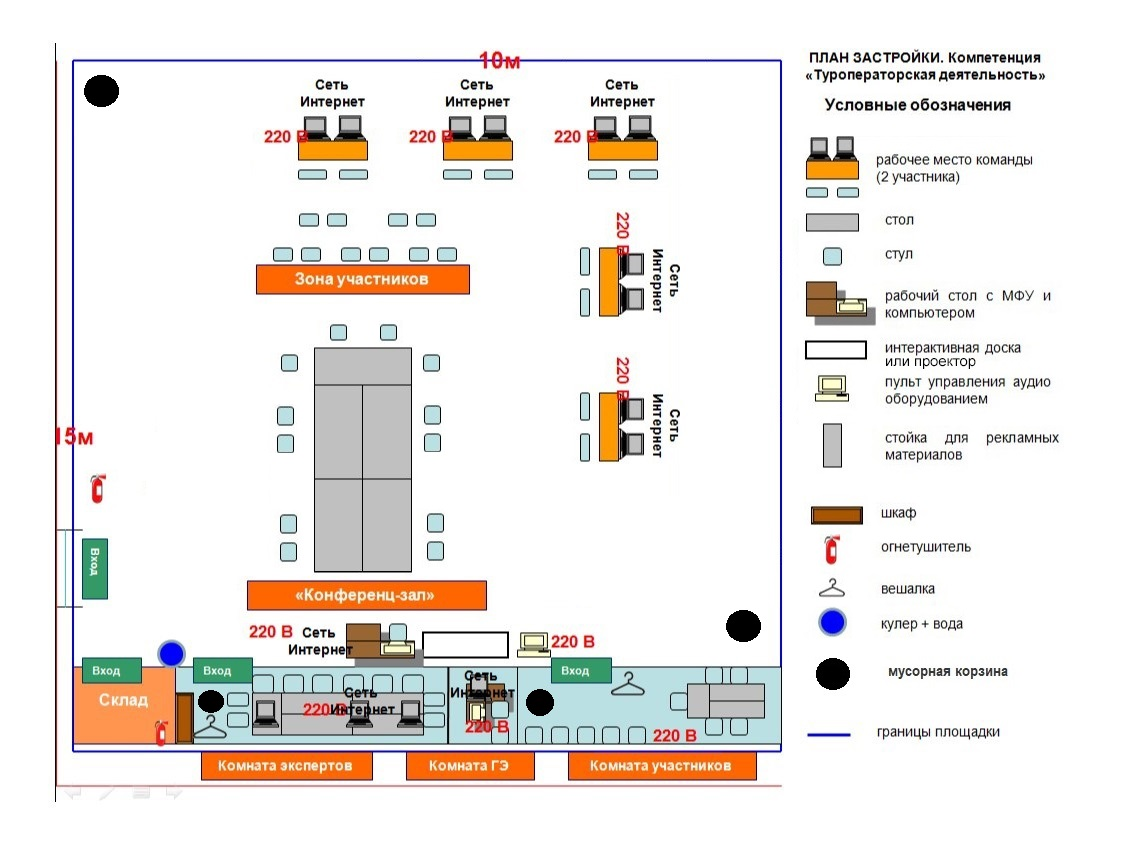 10м
Сеть
Интернет
Сеть
Интернет
Сеть
Интернет
220 В
220 В
220 В
220 В
Сеть
Интернет
Зона участников
220 В
Сеть
Интернет
15м
Вход
«Конференц-зал»
220 В
Сеть
Интернет
220 В
Вход
Вход
Вход
Склад
Сеть
Интернет
220 В
Сеть
Интернет
220 В
220 В
Комната экспертов
Комната ГЭ
Комната участников
ПЛАН ЗАСТРОЙКИ. Компетенция
«Туроператорская деятельность»
Условные обозначения
рабочее место команды
(2 участника)
стол
стул
рабочий стол с МФУ и
компьютером
интерактивная доска
или проектор
пульт управления аудио
оборудованием
стойка для рекламных
материалов
шкаф
огнетушитель
вешалка
кулер + вода
мусорная корзина
границы площадки